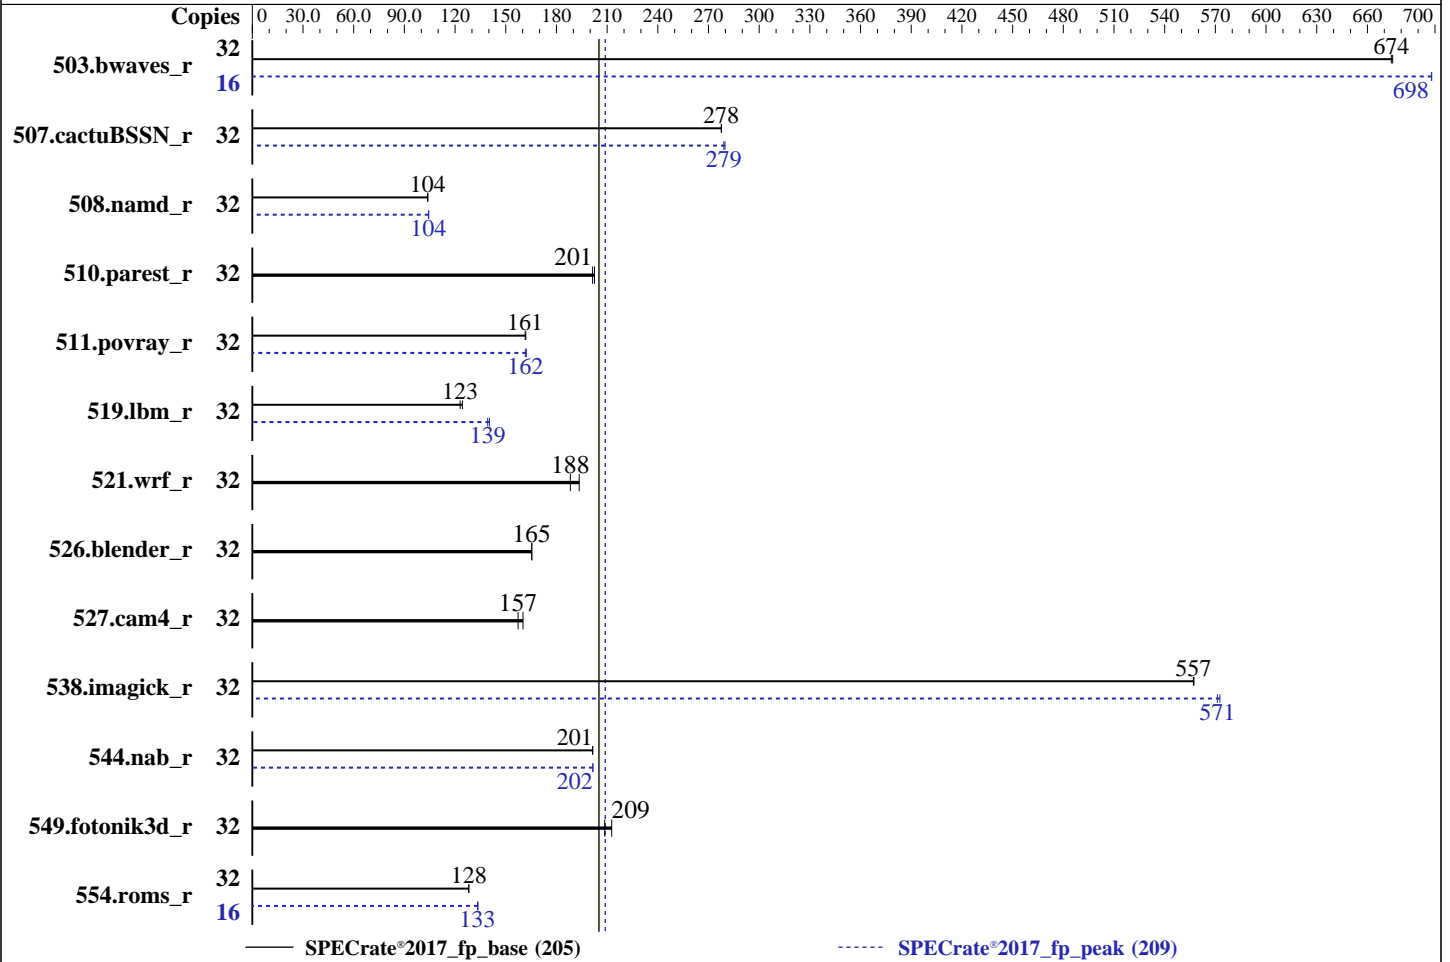 Copies 0 30.0 60.0 90.0 120 150 180 210 240 270 300 330 360 390 420 450 480 510 540 570 600 630 660 700
503.bwaves_r 32 674
16 698
507.cactuBSSN_r 32 278
279
508.namd_r 32 104
104
510.parest_r 32 201
511.povray_r 32 161
162
519.lbm_r 32 123
139
521.wrf_r 32 188
526.blender_r 32 165
527.cam4_r 32 157
538.imagick_r 32 557
571
544.nab_r 32 201
202
549.fotonik3d_r 32 209
554.roms_r 32 128
16 133
SPECrate®2017_fp_base (205) SPECrate®2017_fp_peak (209)